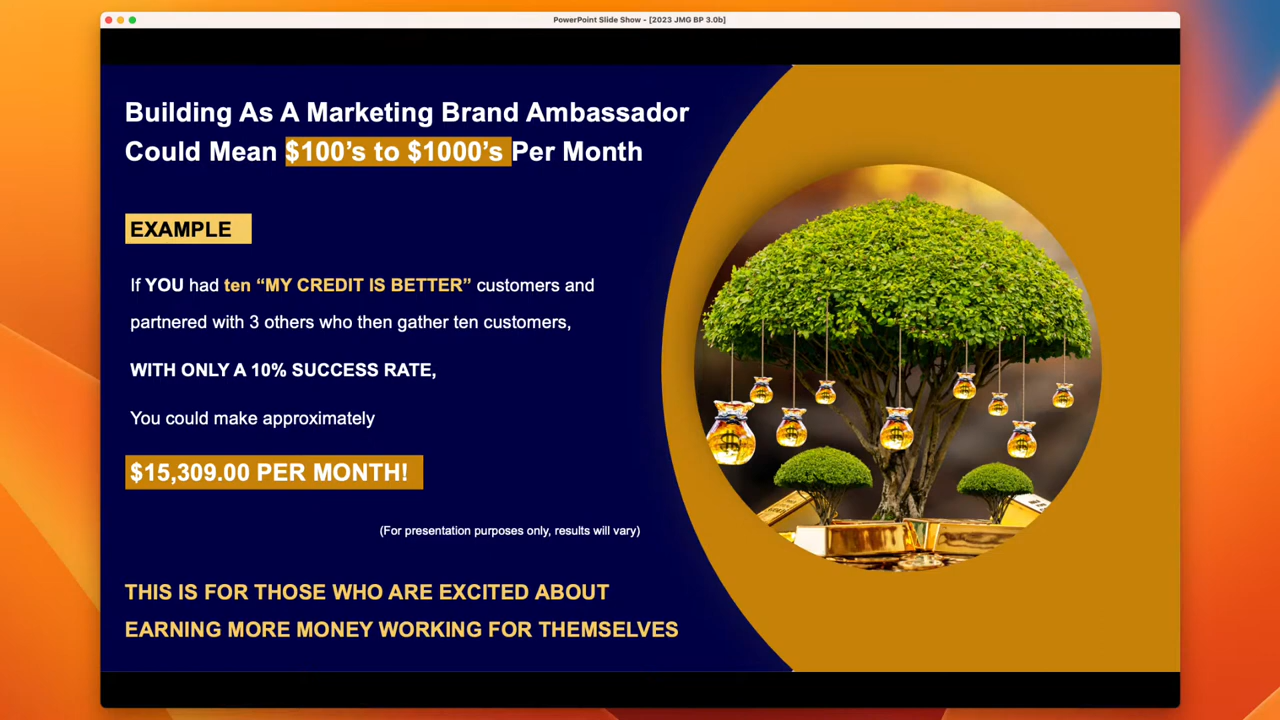 PowerPoint Slide Show - [2023 JMG BP 3.0b]
Building As A Marketing Brand Ambassador
Could Mean $100’s to $1000’s Per Month
EXAMPLE
If YOU had ten “MY CREDIT IS BETTER” customers and
partnered with 3 others who then gather ten customers,
WITH ONLY A 10% SUCCESS RATE,
You could make approximately
$15,309.00 PER MONTH!
(For presentation purposes only, results will vary)
THIS IS FOR THOSE WHO ARE EXCITED ABOUT
EARNING MORE MONEY WORKING FOR THEMSELVES